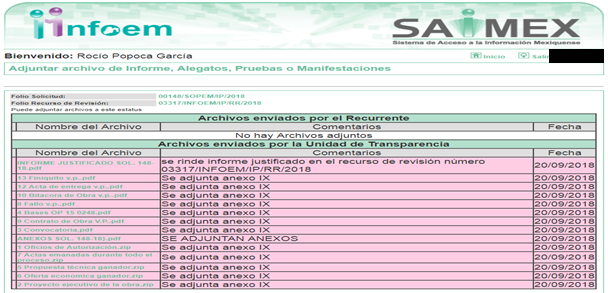 infoem
SAIMEX
Sistema de Acceso a la Información Mexiquense
Bienvenido: Rocío Popoca García
Inicio Salir
Adjuntar archivo de Informe, Alegatos, Pruebas o Manifestaciones
Folio Solicitud: 00148/SOPEM/IP/2018
Folio Recurso de Revisión: 03317/INFOEM/IP/RR/2018
Puede adjuntar archivos a este estatus
Archivos enviados por el Recurrente
Nombre del Archivo Comentarios Fecha
No hay Archivos adjuntos
Archivos enviados por la Unidad de Transparencia
Nombre del Archivo Comentarios Fecha
INFORME JUSTIFICADO SOL. 148-18.pdf se rinde informe justificado en el recurso de revisión número 03317/INFOEM/IP/RR/2018 20/09/2018
13 Finiquito v.p..pdf Se adjunta anexo IX 20/09/2018
12 Acta de entrega v.p..pdf Se adjunta anexo IX 20/09/2018
10 Bitacora de Obra v.p..pdf Se adjunta anexo IX 20/09/2018
8 Fallo v.p..pdf Se adjunta anexo IX 20/09/2018
4 Bases OP 15 0248.pdf Se adjunta anexo IX 20/09/2018
9 Contrato de Obra V.P..pdf Se adjunta anexo IX 20/09/2018
3 Convocatoria.pdf Se adjunta anexo IX 20/09/2018
ANEXOS SOL. 148-18).pdf SE ADJUNTAN ANEXOS 20/09/2018
1 Oficios de Autorización.zip Se adjunta anexo IX 20/09/2018
7 Actas emanadas durante todo el proceso.zip Se adjunta anexo IX 20/09/2018
5 Propuesta técnica ganador.zip Se adjunta anexo IX 20/09/2018
6 Oferta economica ganador.zip Se adjunta anexo IX 20/09/2018
2 Proyecto ejecutivo de la obra.zip Se adjunta anexo IX 20/09/2018